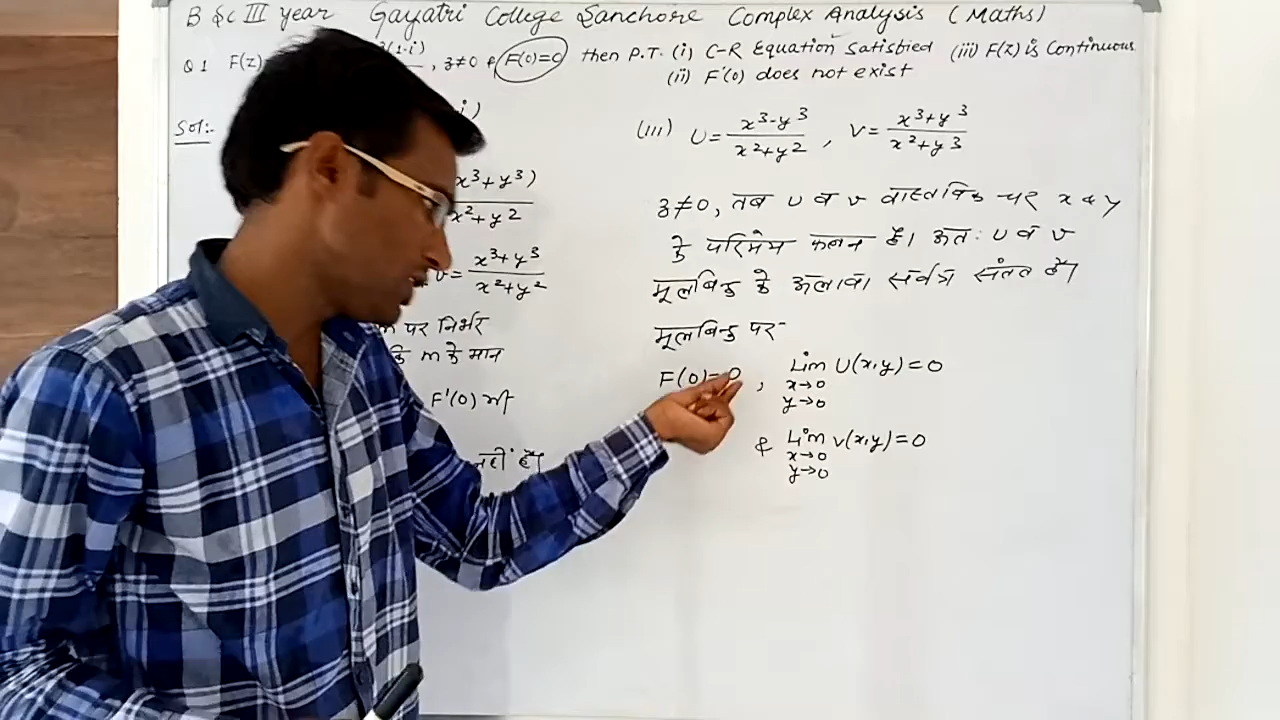 B Sc III year Gayatri College Sanchore Complex Analysis (Maths)
Q 1 F(z) (1-i) , z≠0 & F(0)=0 then P.T. (i) C-R Equation Satisfied (iii) F(z) is Continuous
(ii) F'(0) does not exist
Sol:-
i)
x³+y³)
x²+y²
v= x³+y³
x²+y²
m पर निर्भर
कि m के मान
F'(0) भी
नहीं है।
(iii) U= x³-y³ / x²+y² , V= x³+y³ / x²+y3
z≠0, तब U व v वास्तविक चर x व y
के परिमेय फलन है। अतः U व v
मूलबिन्दु के अलावा सर्वत्र संतत है।
मूलबिन्दु पर-
F(0)=0 , Lim U(x,y)=0
x→0
y→0
& Lim v(x,y)=0
x→0
y→0